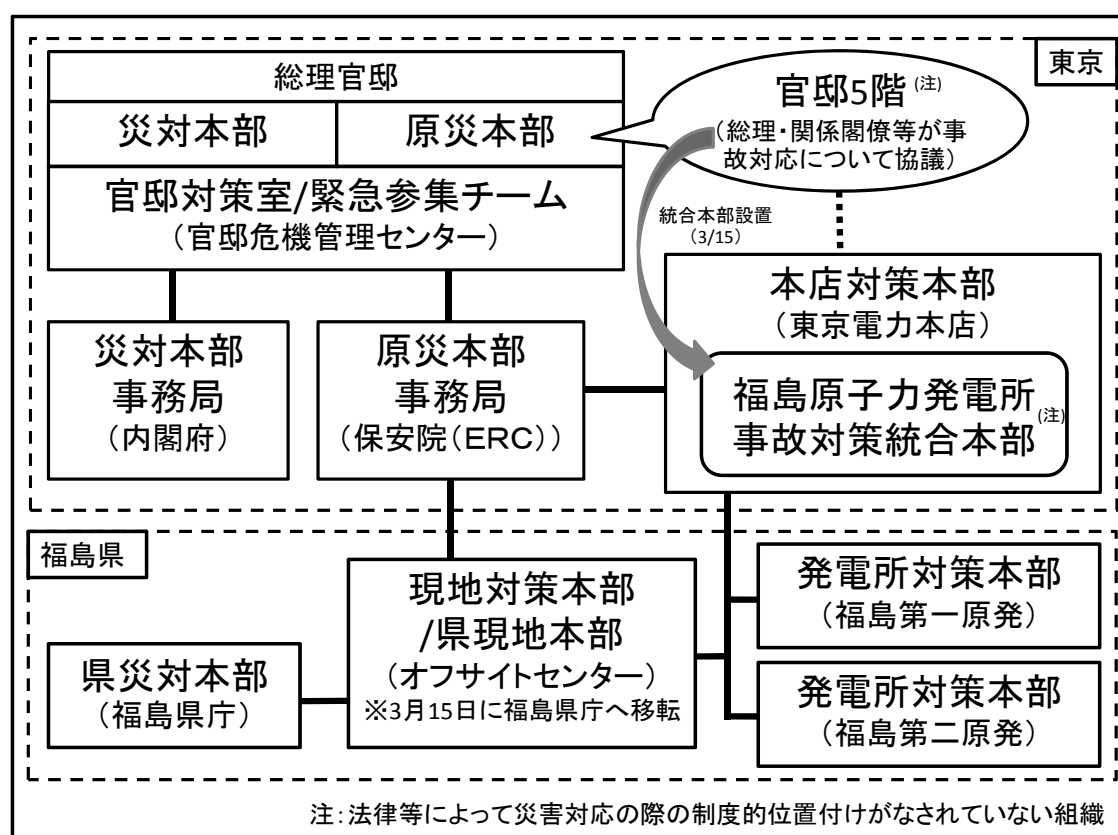 東京
総理官邸
災対本部
原災本部
官邸対策室/緊急参集チーム
（官邸危機管理センター）
官邸5階(注)
（総理・関係閣僚等が事
故対応について協議）
統合本部設置
（3/15）
災対本部
事務局
（内閣府）
原災本部
事務局
（保安院（ERC））
本店対策本部
（東京電力本店）
福島原子力発電所
事故対策統合本部(注)
福島県
県災対本部
（福島県庁）
現地対策本部
/県現地本部
（オフサイトセンター）
※3月15日に福島県庁へ移転
発電所対策本部
（福島第一原発）
発電所対策本部
（福島第二原発）
注：法律等によって災害対応の際の制度的位置付けがなされていない組織